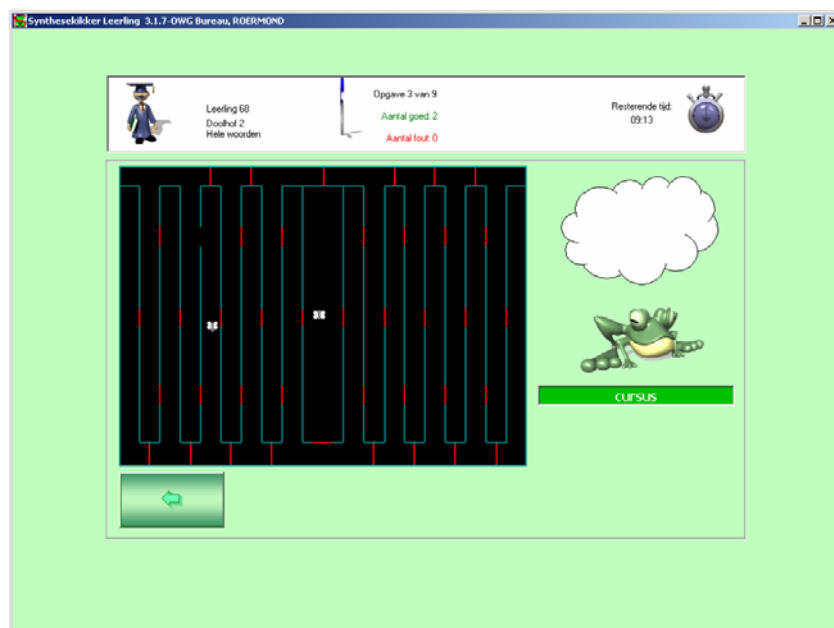 Synthesekikker Leerling 3.1.7-OWG Bureau, ROERMOND
Leerling 68
Doolhof 2
Hele woorden
Opgave 3 van 9
Aantal goed: 2
Aantal fout: 0
Resterende tijd:
09:13
cursus